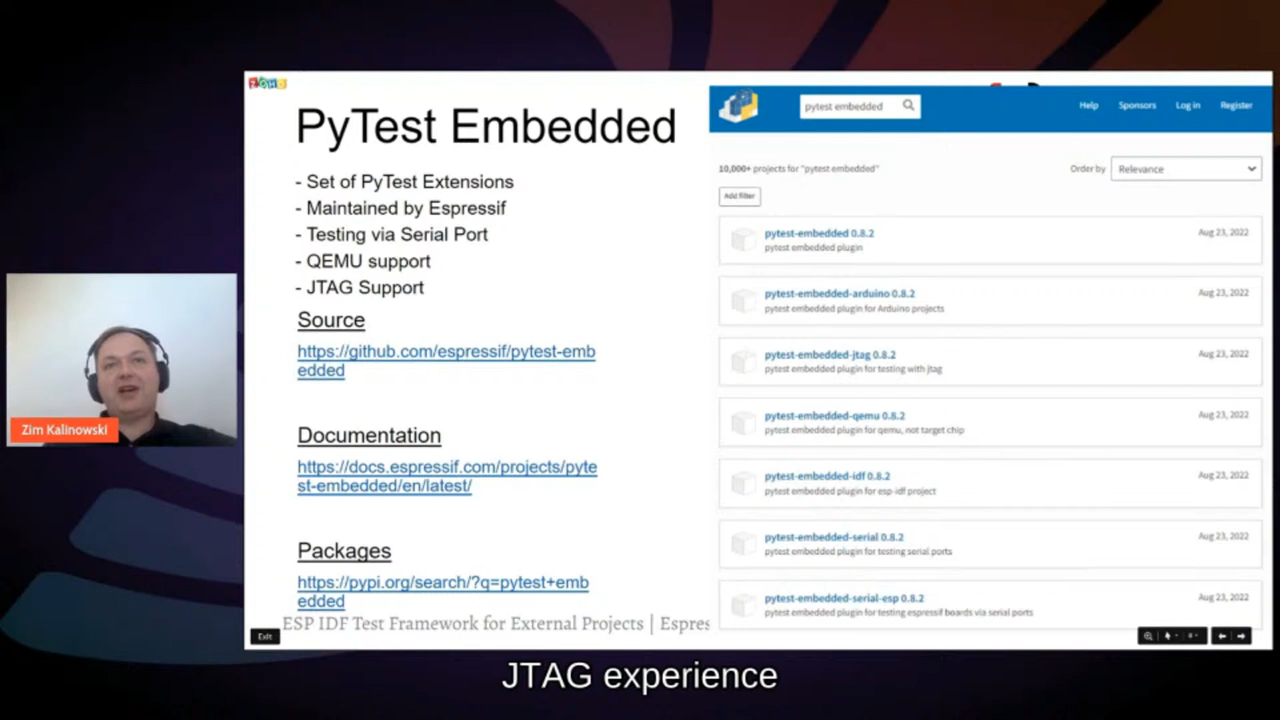 ZOHO
PyTest Embedded
- Set of PyTest Extensions
- Maintained by Espressif
- Testing via Serial Port
- QEMU support
- JTAG Support
Source
https://github.com/espressif/pytest-emb
edded
Documentation
https://docs.espressif.com/projects/pyte
st-embedded/en/latest/
Packages
https://pypi.org/search/?q=pytest+emb
edded
ESP IDF Test Framework for External Projects | Espres
Exit
pytest embedded
Help Sponsors Log in Register
10,000+ projects for "pytest embedded"
Order by Relevance
Add filter
pytest-embedded 0.8.2 Aug 23, 2022
pytest embedded plugin
pytest-embedded-arduino 0.8.2 Aug 23, 2022
pytest embedded plugin for Arduino projects
pytest-embedded-jtag 0.8.2 Aug 23, 2022
pytest embedded plugin for testing with jtag
pytest-embedded-qemu 0.8.2 Aug 23, 2022
pytest embedded plugin for qemu, not target chip
pytest-embedded-idf 0.8.2 Aug 23, 2022
pytest embedded plugin for esp-idf project
pytest-embedded-serial 0.8.2 Aug 23, 2022
pytest embedded plugin for testing serial ports
pytest-embedded-serial-esp 0.8.2 Aug 23, 2022
pytest embedded plugin for testing espressif boards via serial ports
Zim Kalinowski
JTAG experience